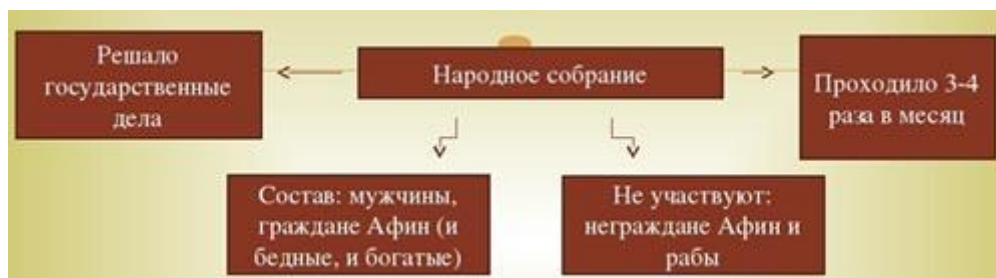 Решало
государственные
дела
Народное собрание
Проходило 3-4
раза в месяц
Состав: мужчины,
граждане Афин (и
бедные, и богатые)
Не участвуют:
неграждане Афин и
рабы